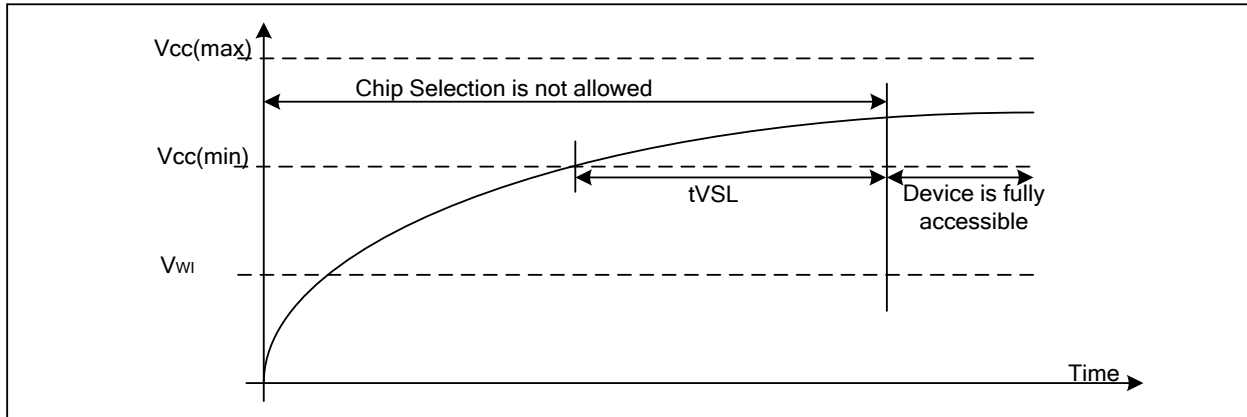 Vcc(max)
Chip Selection is not allowed
Vcc(min)
tVSL
Device is fully
accessible
VWI
Time